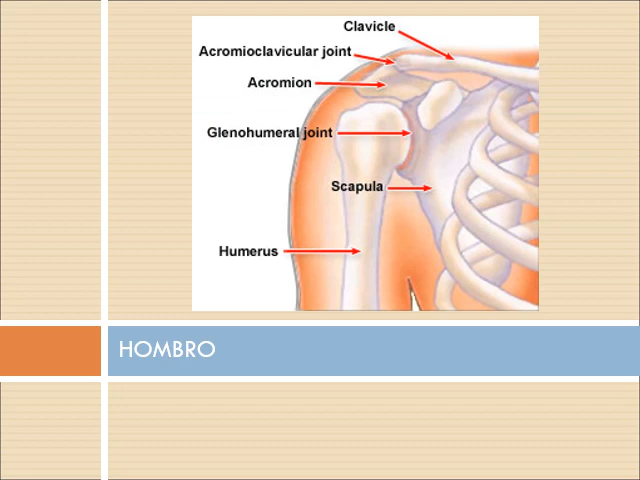 Clavicle
Acromioclavicular joint
Acromion
Glenohumeral joint
Scapula
Humerus
HOMBRO